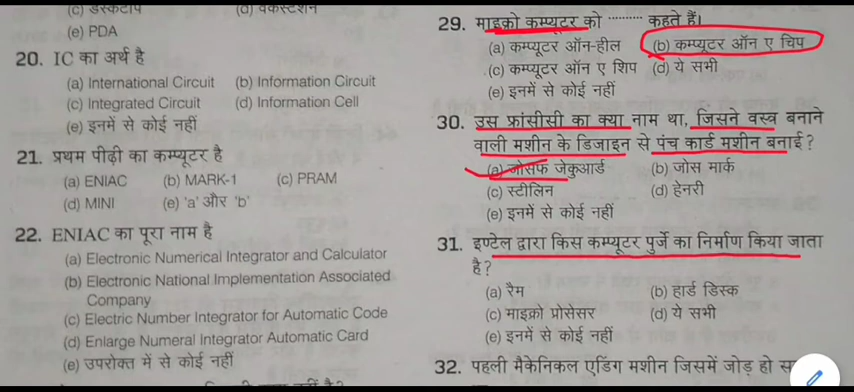 (c) डेस्कटॉप (d) वर्कस्टेशन
(e) PDA
20. IC का अर्थ है
(a) International Circuit (b) Information Circuit
(c) Integrated Circuit (d) Information Cell
(e) इनमें से कोई नहीं
21. प्रथम पीढ़ी का कम्प्यूटर है
(a) ENIAC (b) MARK-1 (c) PRAM
(d) MINI (e) 'a' और 'b'
22. ENIAC का पूरा नाम है
(a) Electronic Numerical Integrator and Calculator
(b) Electronic National Implementation Associated
Company
(c) Electric Number Integrator for Automatic Code
(d) Enlarge Numeral Integrator Automatic Card
(e) उपरोक्त में से कोई नहीं
29. माइक्रो कम्प्यूटर को ......... कहते हैं।
(a) कम्प्यूटर ऑन-हील (b) कम्प्यूटर ऑन ए चिप
(c) कम्प्यूटर ऑन ए शिप (d) ये सभी
(e) इनमें से कोई नहीं
30. उस फ्रांसीसी का क्या नाम था, जिसने वस्त्र बनाने
वाली मशीन के डिजाइन से पंच कार्ड मशीन बनाई?
(a) जोसफ जेकुआर्ड (b) जोस मार्क
(c) स्टीलिन (d) हेनरी
(e) इनमें से कोई नहीं
31. इण्टेल द्वारा किस कम्प्यूटर पुर्जे का निर्माण किया जाता
है?
(a) रैम (b) हार्ड डिस्क
(c) माइक्रो प्रोसेसर (d) ये सभी
(e) इनमें से कोई नहीं
32. पहली मैकेनिकल एडिंग मशीन जिसमें जोड़ हो